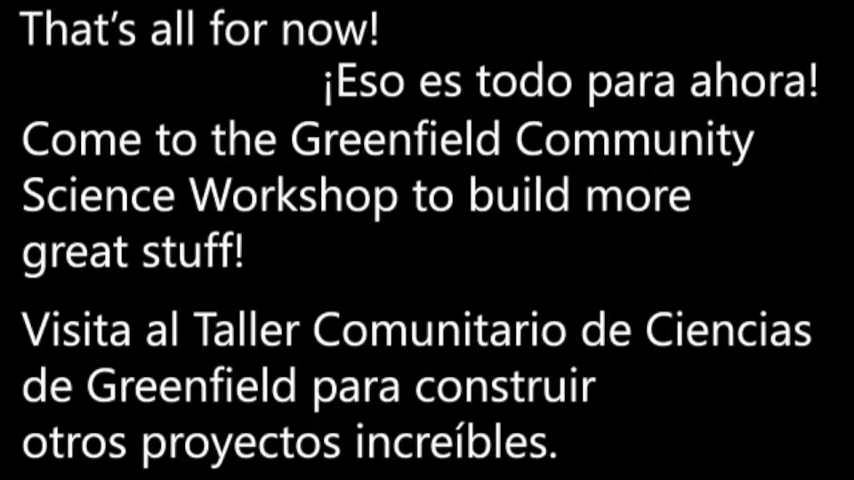 That’s all for now!
¡Eso es todo para ahora!
Come to the Greenfield Community
Science Workshop to build more
great stuff!
Visita al Taller Comunitario de Ciencias
de Greenfield para construir
otros proyectos increíbles.